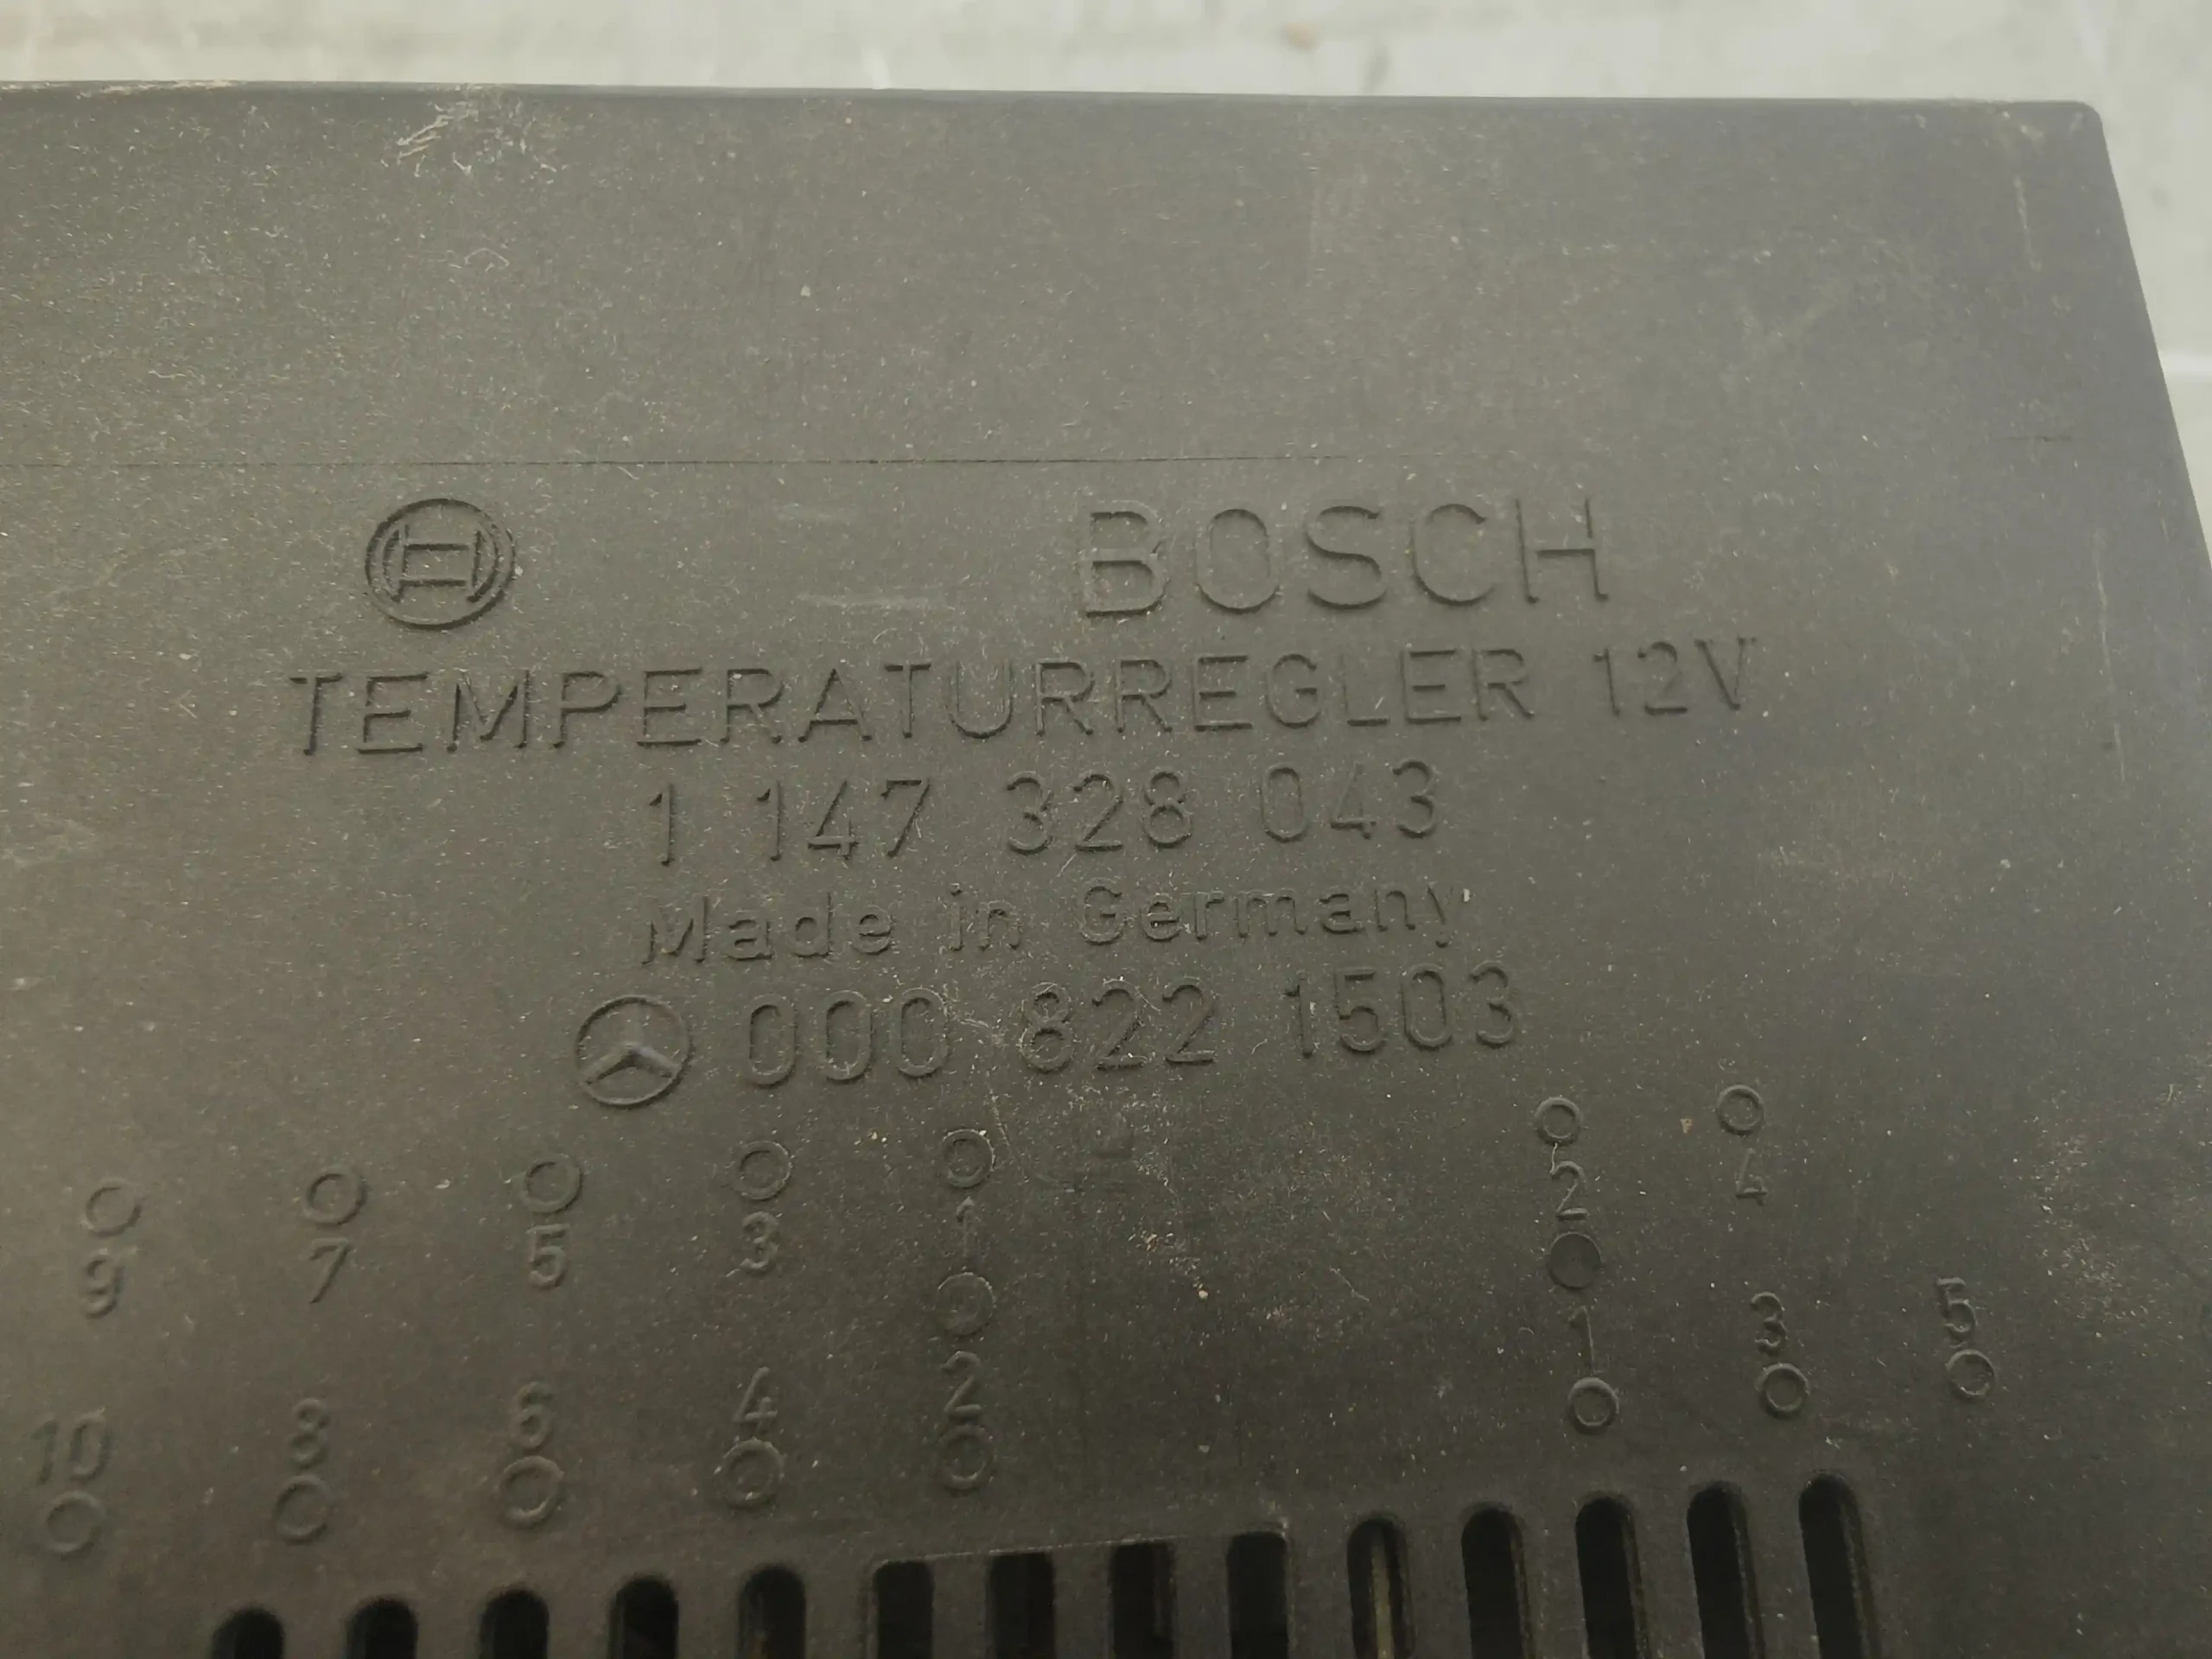 BOSCH
TEMPERATURREGLER 12V
1 147 328 043
Made in Germany
000 822 1503
2 4
9 7 5 3 1
1 3 5
10 8 6 4 2